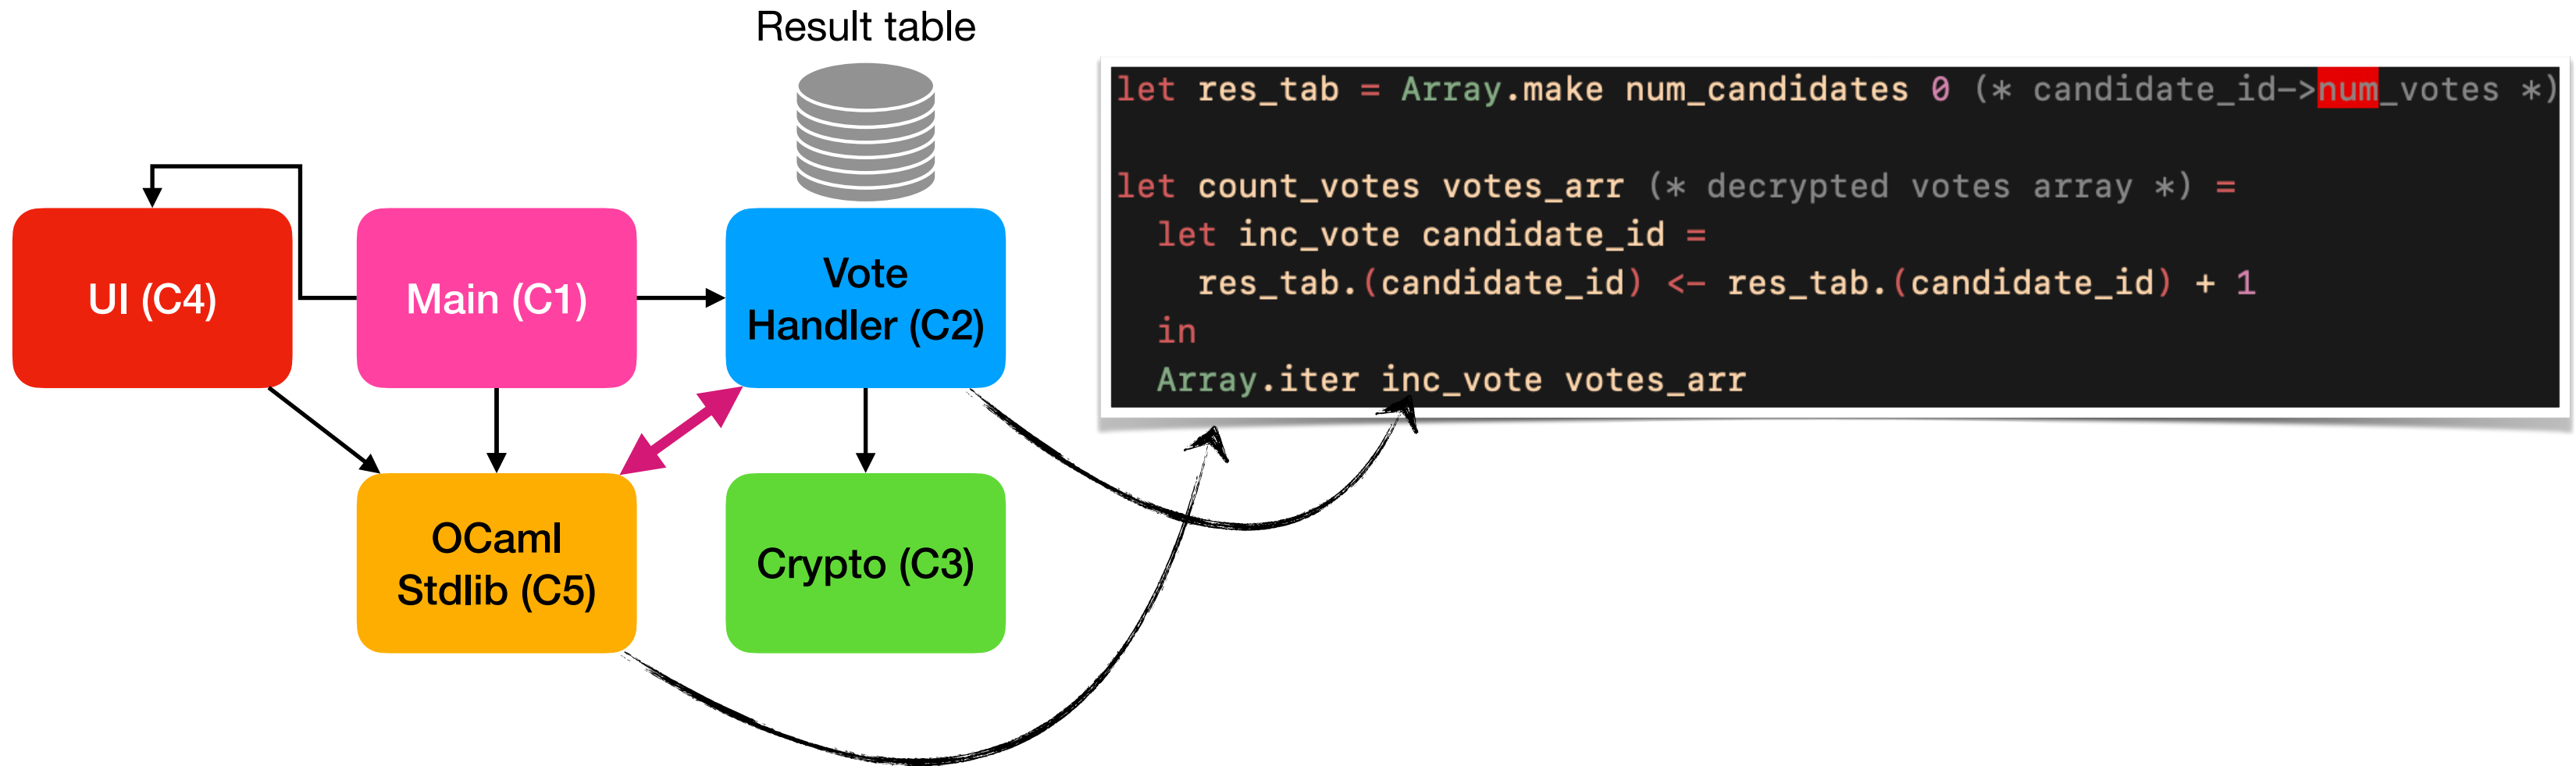 Result table
UI (C4)
Main (C1)
Vote
Handler (C2)
OCaml
Stdlib (C5)
Crypto (C3)
let res_tab = Array.make num_candidates 0 (* candidate_id->num_votes *)
let count_votes votes_arr (* decrypted votes array *) =
let inc_vote candidate_id =
res_tab.(candidate_id) <- res_tab.(candidate_id) + 1
in
Array.iter inc_vote votes_arr